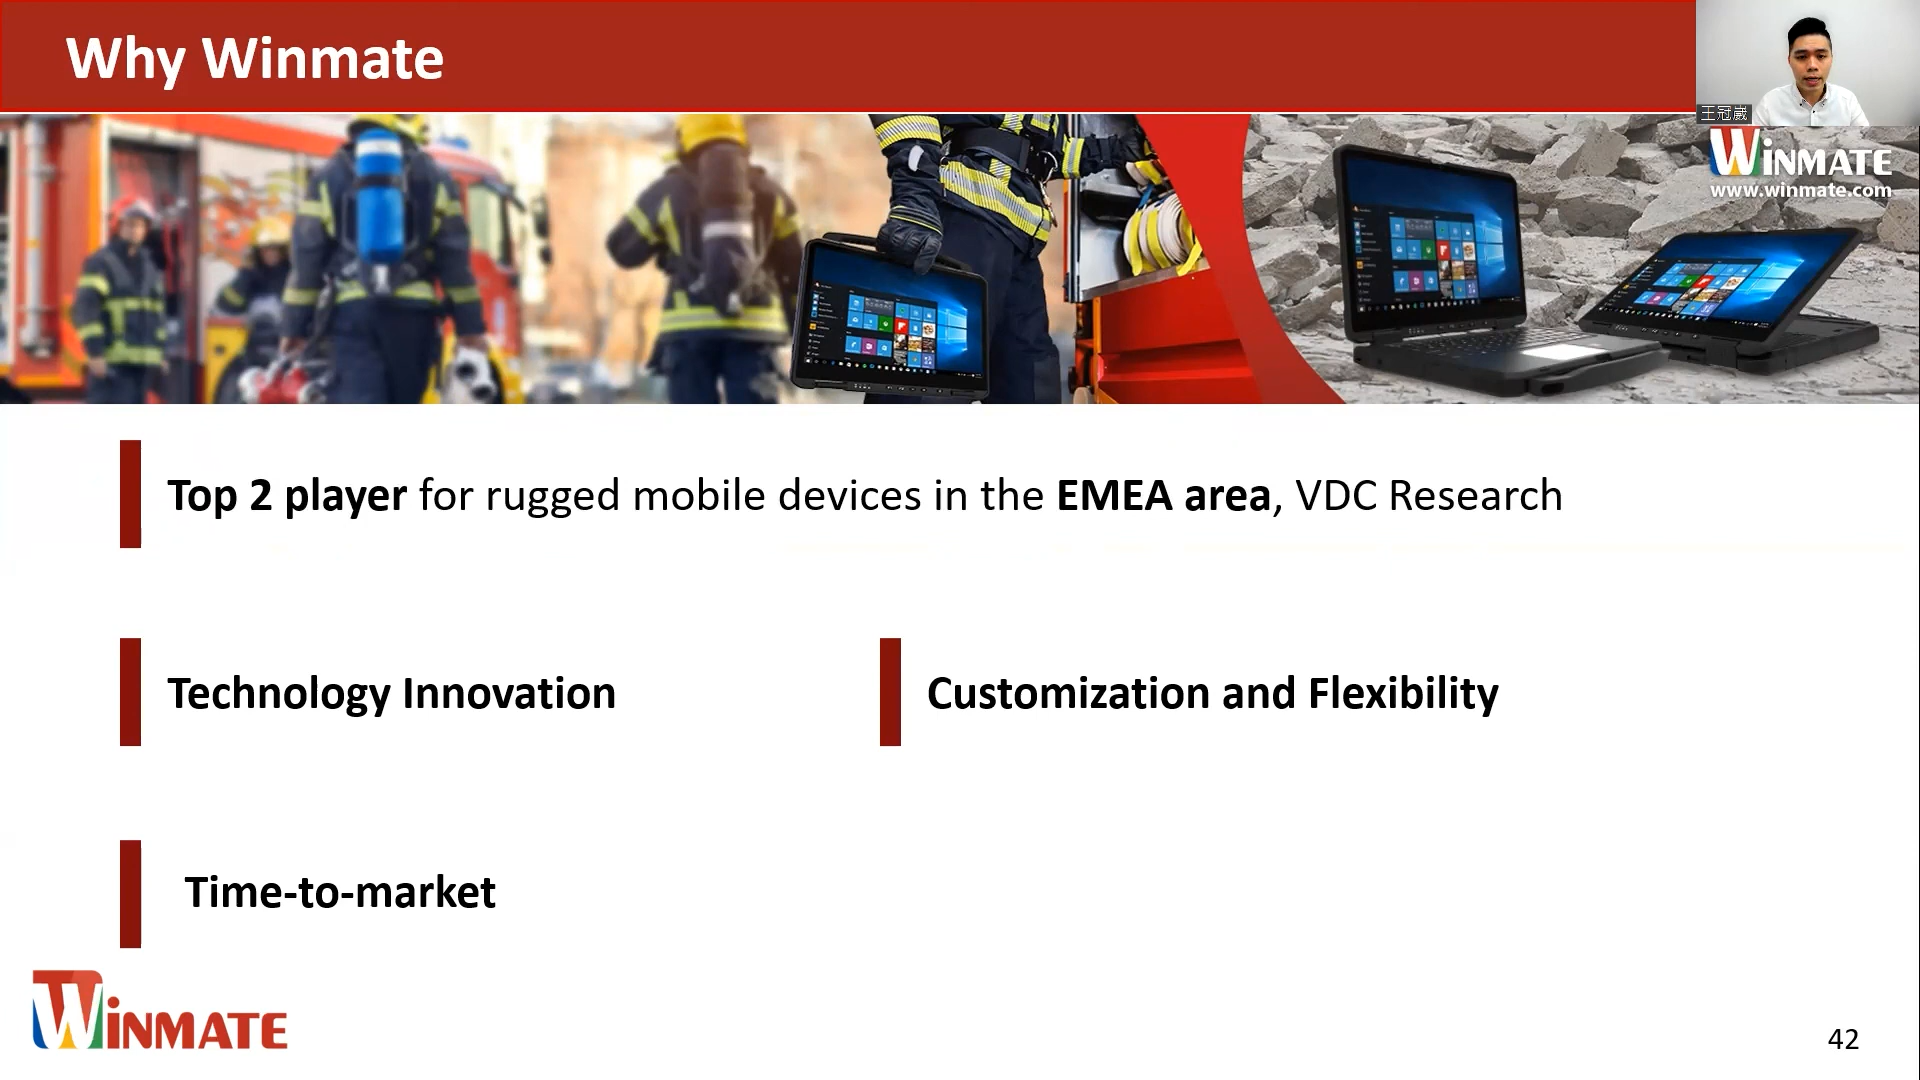 Why Winmate
王冠崴
WINMATE
www.winmate.com
Top 2 player for rugged mobile devices in the EMEA area, VDC Research
Technology Innovation
Customization and Flexibility
Time-to-market
WINMATE
42